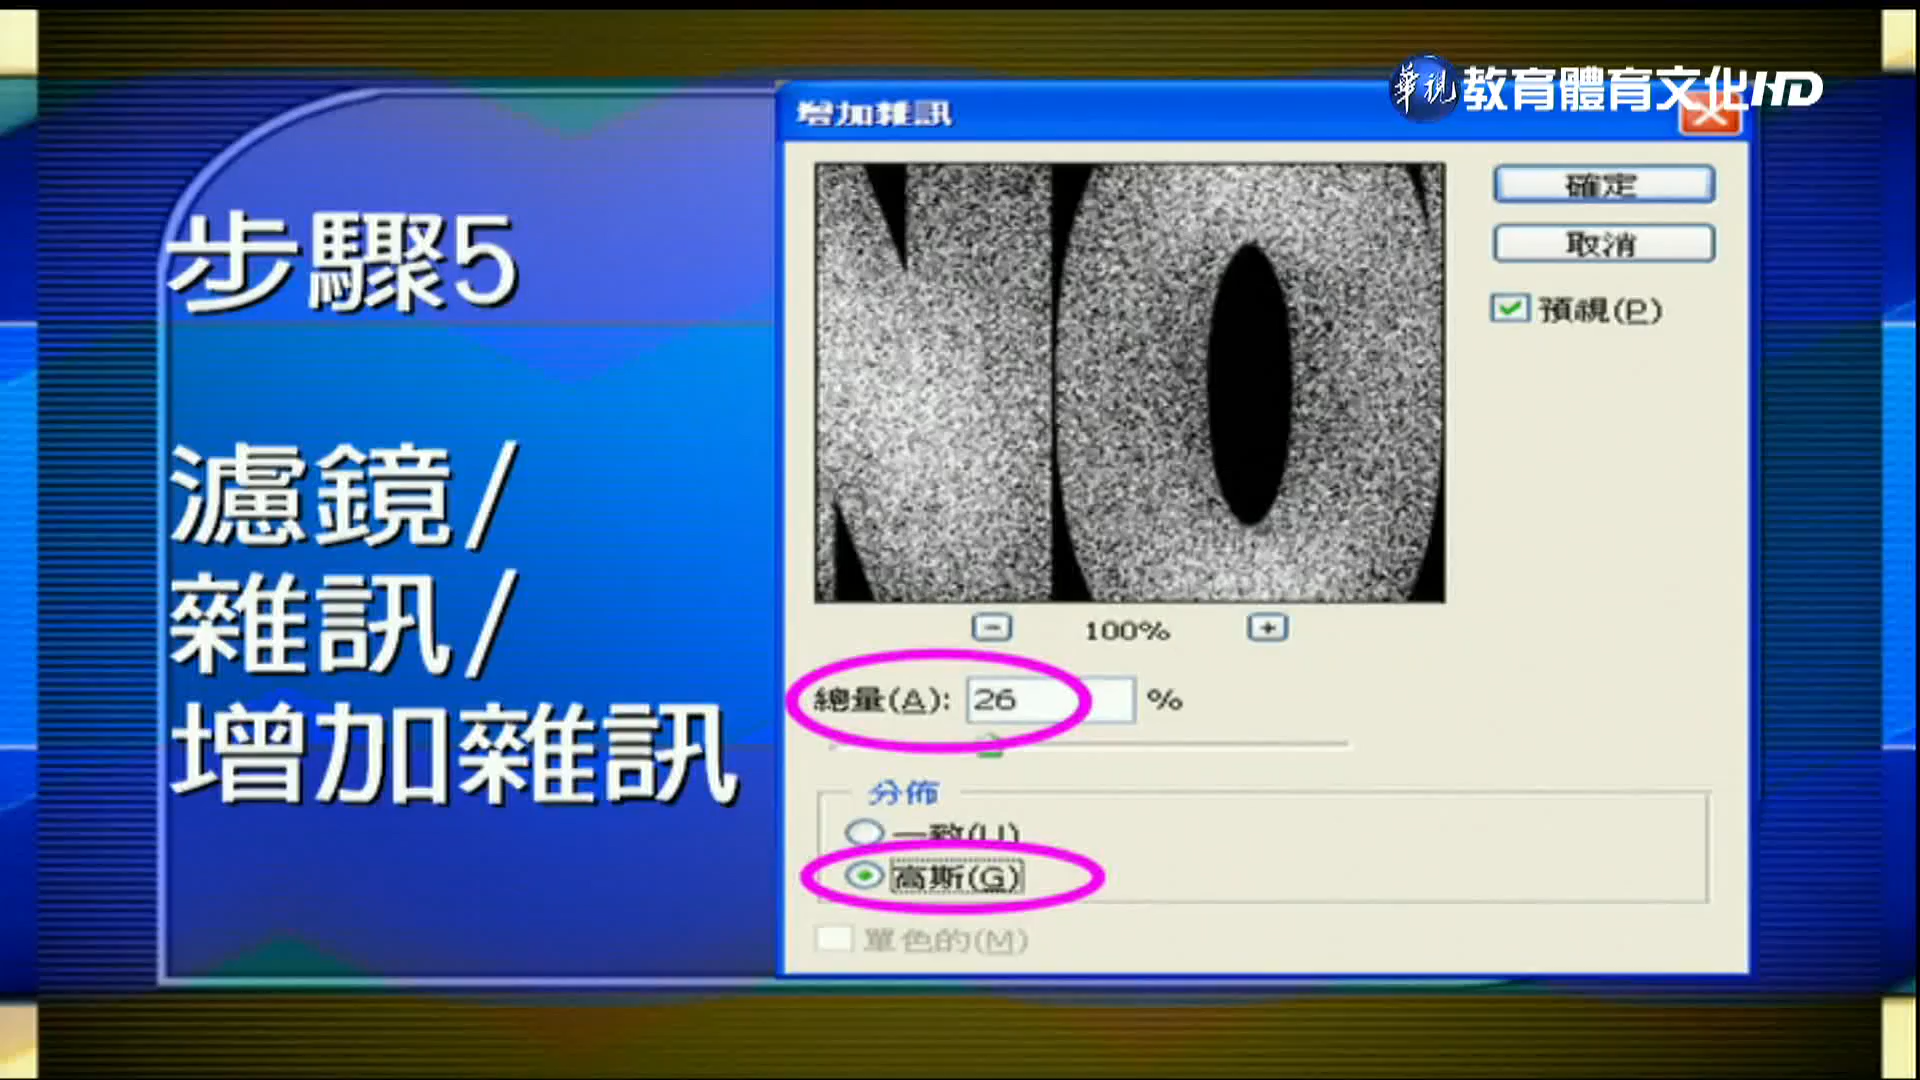 華視 教育體育文化HD
步驟5
濾鏡/
雜訊/
增加雜訊
增加雜訊
確定
取消
預視(P)
100%
總量(A): 26 %
分佈
一致(U)
高斯(G)
單色的(M)